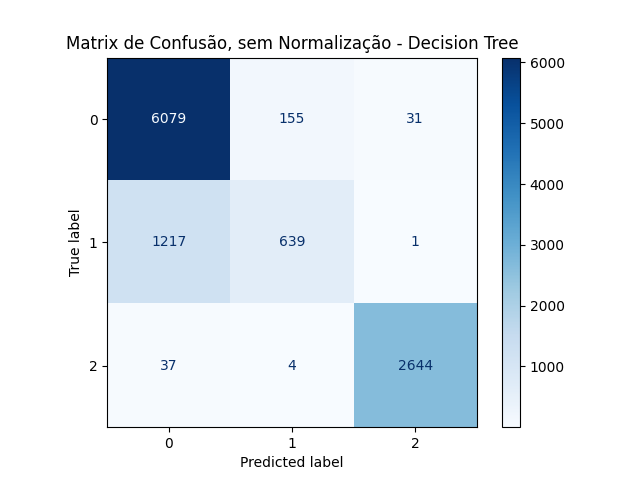 Matrix de Confusão, sem Normalização - Decision Tree
6000
5000
4000
3000
2000
1000
True label
0
6079 155 31
1
1217 639 1
2
37 4 2644
0 1 2
Predicted label